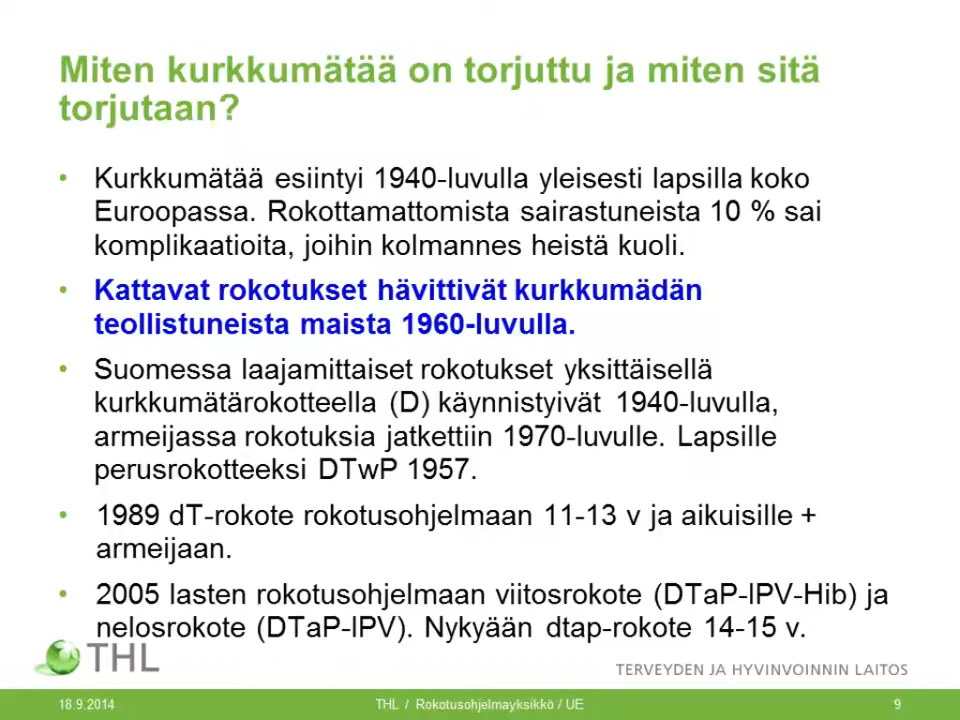 Miten kurkkumätää on torjuttu ja miten sitä
torjutaan?
• Kurkkumätää esiintyi 1940-luvulla yleisesti lapsilla koko
Euroopassa. Rokottamattomista sairastuneista 10 % sai
komplikaatioita, joihin kolmannes heistä kuoli.
• Kattavat rokotukset hävittivät kurkkumädän
teollistuneista maista 1960-luvulla.
• Suomessa laajamittaiset rokotukset yksittäisellä
kurkkumätärokotteella (D) käynnistyivät 1940-luvulla,
armeijassa rokotuksia jatkettiin 1970-luvulle. Lapsille
perusrokotteeksi DTwP 1957.
• 1989 dT-rokote rokotusohjelmaan 11-13 v ja aikuisille +
armeijaan.
• 2005 lasten rokotusohjelmaan viitosrokote (DTaP-IPV-Hib) ja
nelosrokote (DTaP-IPV). Nykyään dtap-rokote 14-15 v.
THL
TERVEYDEN JA HYVINVOINNIN LAITOS
18.9.2014
THL / Rokotusohjelmayksikkö / UE
9